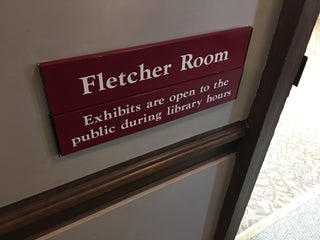 Fletcher Room
Exhibits are open to the
public during library hours